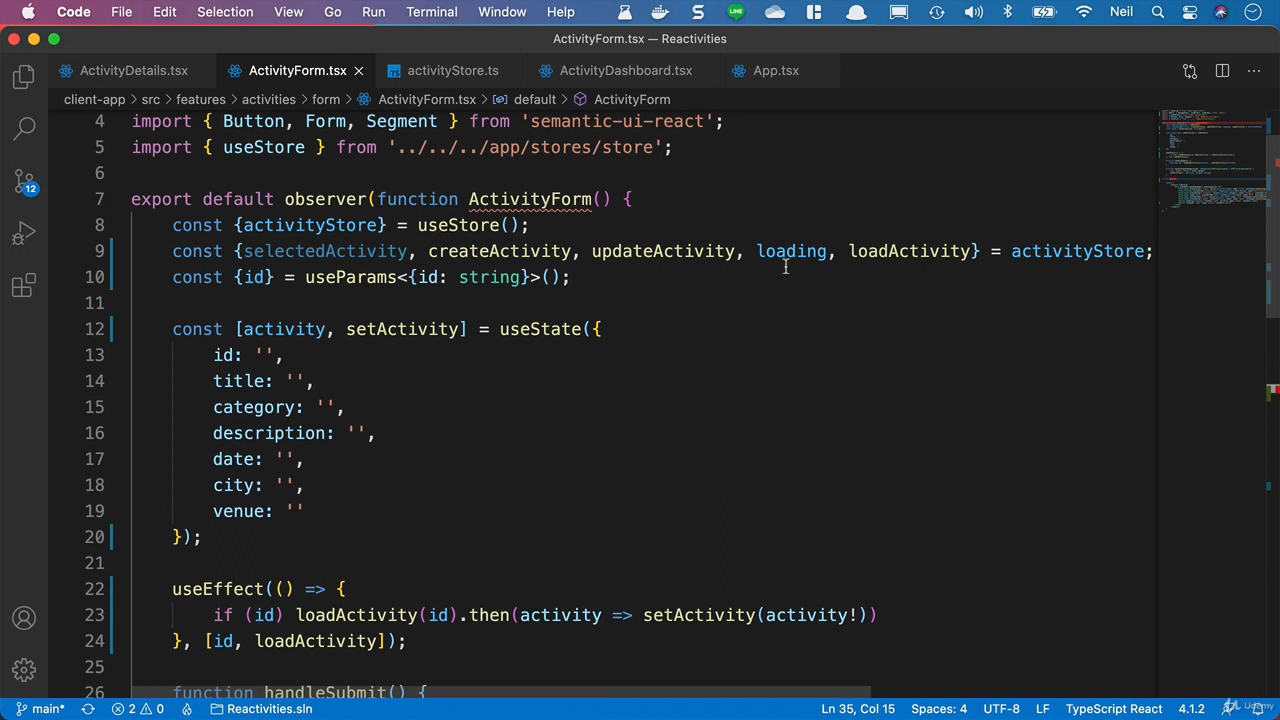 Code File Edit Selection View Go Run Terminal Window Help LINE Neil
ActivityForm.tsx — Reactivities
ActivityDetails.tsx ActivityForm.tsx TS activityStore.ts ActivityDashboard.tsx App.tsx
client-app > src > features > activities > form > ActivityForm.tsx > default > ActivityForm
4 import { Button, Form, Segment } from 'semantic-ui-react';
5 import { useStore } from '../../../app/stores/store';
6
7 export default observer(function ActivityForm() {
8 const {activityStore} = useStore();
9 const {selectedActivity, createActivity, updateActivity, loading, loadActivity} = activityStore;
10 const {id} = useParams<{id: string}>();
11
12 const [activity, setActivity] = useState({
13 id: '',
14 title: '',
15 category: '',
16 description: '',
17 date: '',
18 city: '',
19 venue: ''
20 });
21
22 useEffect(() => {
23 if (id) loadActivity(id).then(activity => setActivity(activity!))
24 }, [id, loadActivity]);
25
26 function handleSubmit() {
12
main* 2 0 Reactivities.sln Ln 35, Col 15 Spaces: 4 UTF-8 LF TypeScript React 4.1.2
Udemy